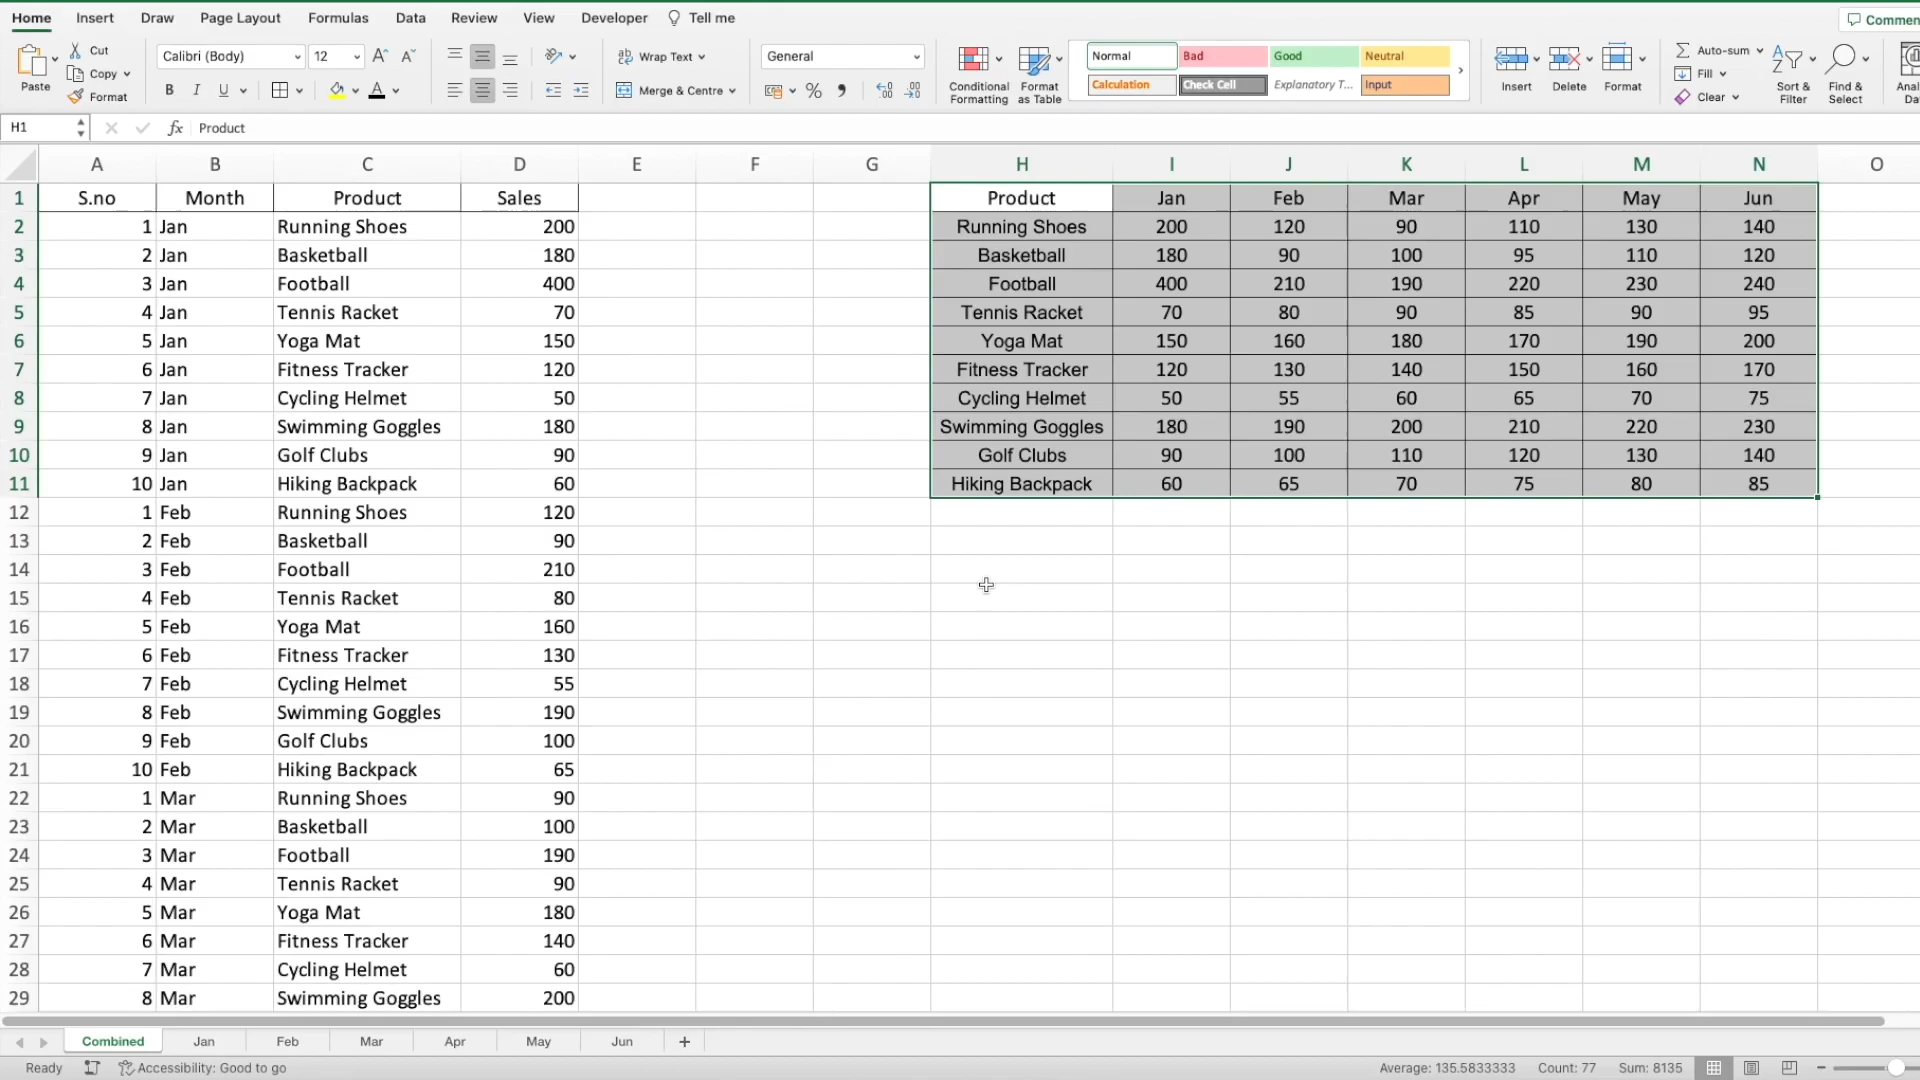 Home Insert Draw Page Layout Formulas Data Review View Developer Tell me
Paste Cut Copy Format
Calibri (Body) 12 A A
B I U A
Wrap Text
Merge & Centre
General
%
Conditional Formatting
Format as Table
Normal Bad Good Neutral
Calculation Check Cell Explanatory T... Input
Insert Delete Format
Auto-sum
Fill
Clear
Sort & Filter
Find & Select
H1 fx Product
A B C D E F G H I J K L M N O
1 S.no Month Product Sales Product Jan Feb Mar Apr May Jun
2 1 Jan Running Shoes 200 Running Shoes 200 120 90 110 130 140
3 2 Jan Basketball 180 Basketball 180 90 100 95 110 120
4 3 Jan Football 400 Football 400 210 190 220 230 240
5 4 Jan Tennis Racket 70 Tennis Racket 70 80 90 85 90 95
6 5 Jan Yoga Mat 150 Yoga Mat 150 160 180 170 190 200
7 6 Jan Fitness Tracker 120 Fitness Tracker 120 130 140 150 160 170
8 7 Jan Cycling Helmet 50 Cycling Helmet 50 55 60 65 70 75
9 8 Jan Swimming Goggles 180 Swimming Goggles 180 190 200 210 220 230
10 9 Jan Golf Clubs 90 Golf Clubs 90 100 110 120 130 140
11 10 Jan Hiking Backpack 60 Hiking Backpack 60 65 70 75 80 85
12 1 Feb Running Shoes 120
13 2 Feb Basketball 90
14 3 Feb Football 210
15 4 Feb Tennis Racket 80
16 5 Feb Yoga Mat 160
17 6 Feb Fitness Tracker 130
18 7 Feb Cycling Helmet 55
19 8 Feb Swimming Goggles 190
20 9 Feb Golf Clubs 100
21 10 Feb Hiking Backpack 65
22 1 Mar Running Shoes 90
23 2 Mar Basketball 100
24 3 Mar Football 190
25 4 Mar Tennis Racket 90
26 5 Mar Yoga Mat 180
27 6 Mar Fitness Tracker 140
28 7 Mar Cycling Helmet 60
29 8 Mar Swimming Goggles 200
Combined Jan Feb Mar Apr May Jun +
Ready Accessibility: Good to go Average: 135.5833333 Count: 77 Sum: 8135